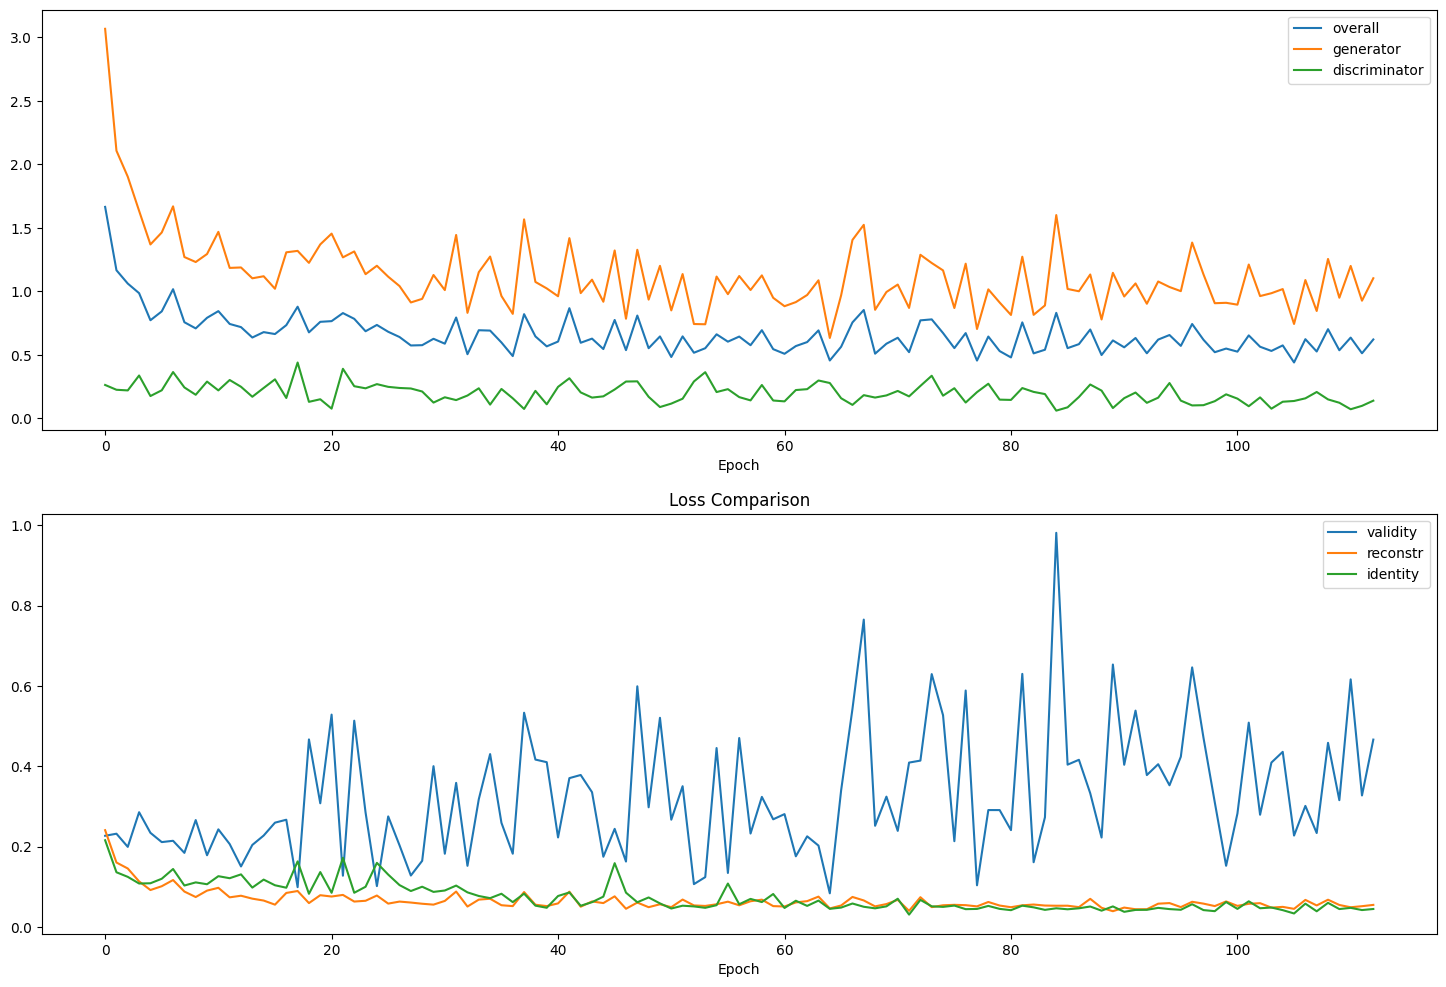 overall
generator
discriminator
3.0
2.5
2.0
1.5
1.0
0.5
0.0
0 20 40 60 80 100
Epoch
Loss Comparison
validity
reconstr
identity
1.0
0.8
0.6
0.4
0.2
0.0
0 20 40 60 80 100
Epoch